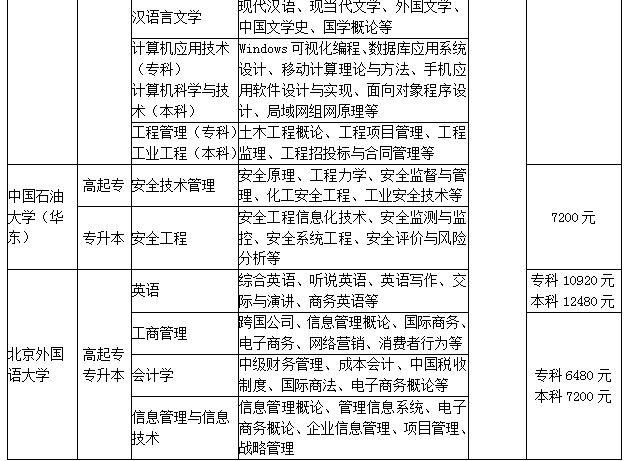 汉语言文学
现代汉语、现当代文学、外国文学、
中国文学史、国学概论等
计算机应用技术
（专科）
计算机科学与技
术（本科）
Windows 可视化编程、数据库应用系统
设计、移动计算理论与方法、手机应
用软件设计与实现、面向对象程序设
计、局域网组网原理等
工程管理（专科）
工业工程（本科）
土木工程概论、工程项目管理、工程
监理、工程招投标与合同管理等
中国石油
大学（华
东）
高起专
安全技术管理
安全原理、工程力学、安全监督与管
理、化工安全工程、工业安全技术等
7200 元
专升本
安全工程
安全工程信息化技术、安全监测与监
控、安全系统工程、安全评价与风险
分析等
北京外国
语大学
高起专
专升本
英语
综合英语、听说英语、英语写作、交
际与演讲、商务英语等
专科 10920 元
本科 12480 元
工商管理
跨国公司、信息管理概论、国际商务、
电子商务、网络营销、消费者行为等
专科 6480 元
本科 7200 元
会计学
中级财务管理、成本会计、中国税收
制度、国际商法、电子商务概论等
信息管理与信息
技术
信息管理概论、管理信息系统、电子
商务概论、企业信息管理、项目管理、
战略管理